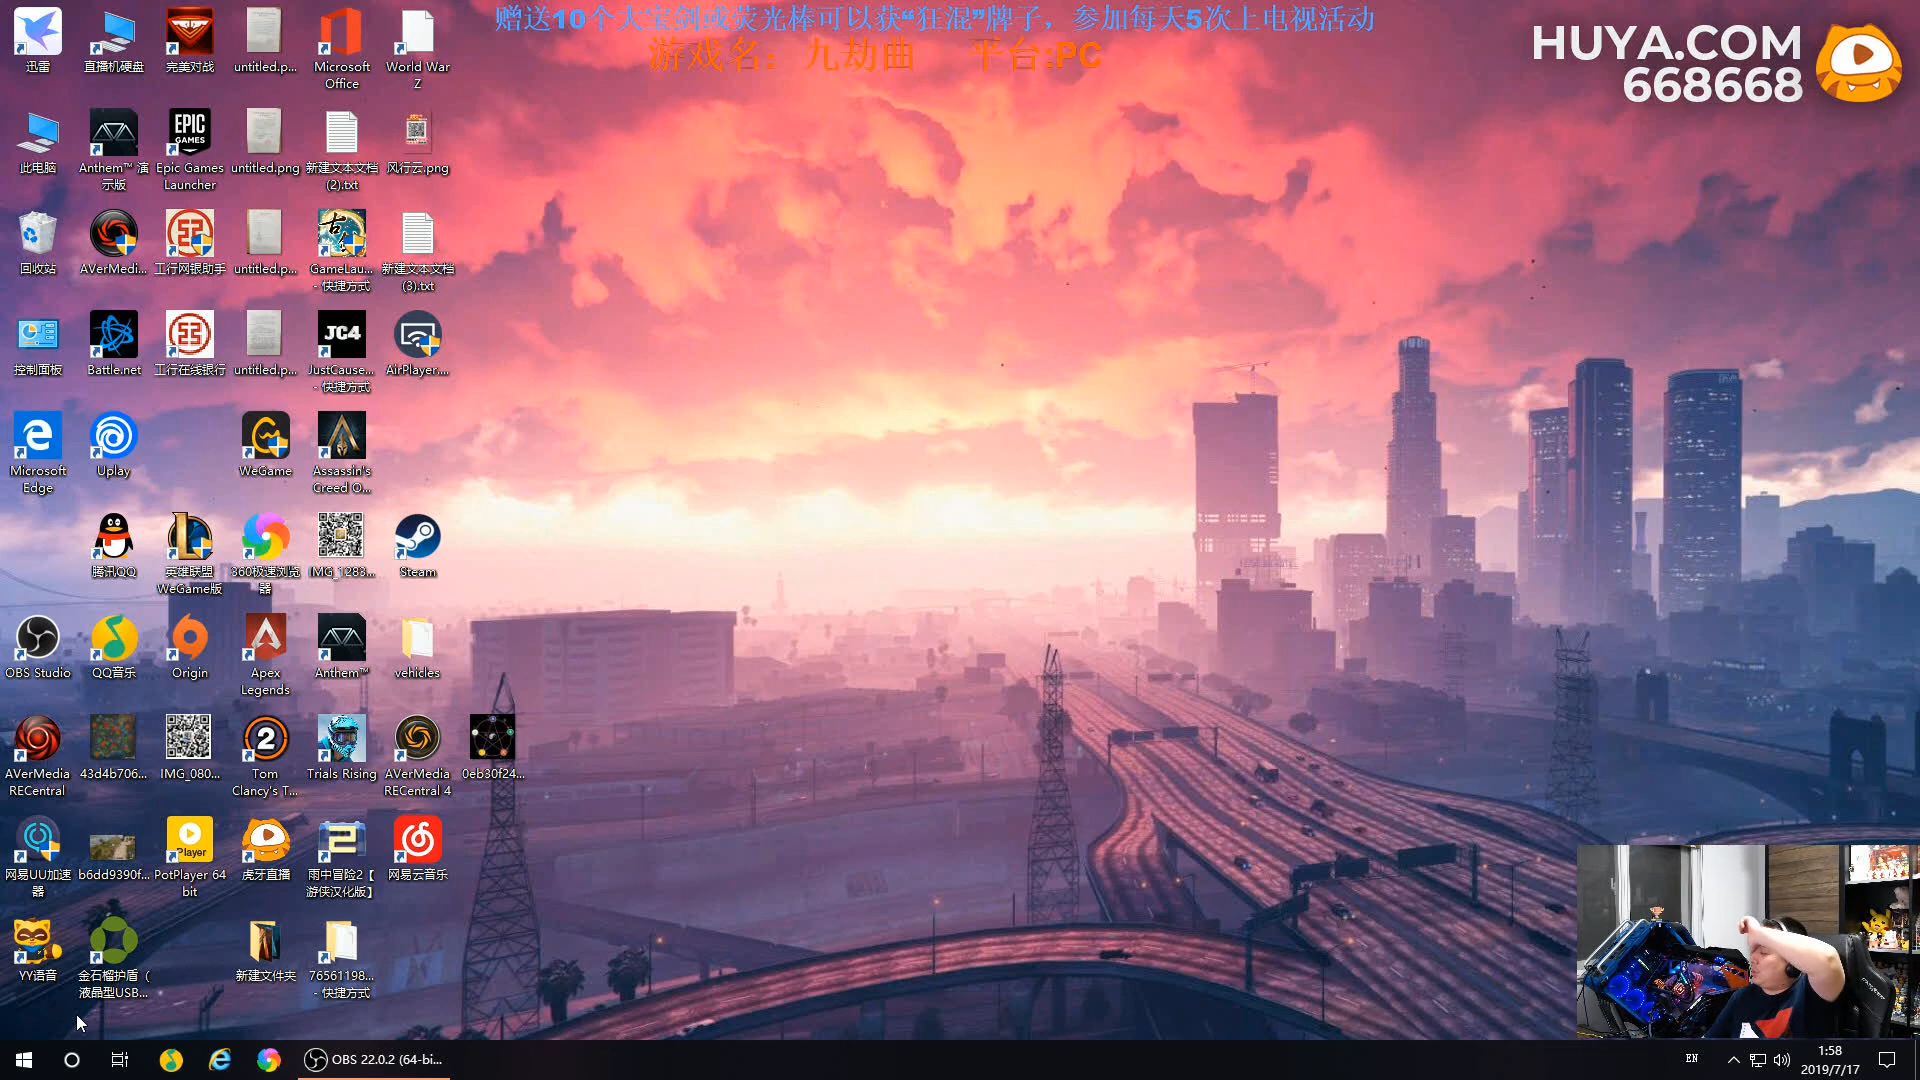 赠送10个大宝剑或荧光棒可以获“狂混”牌子，参加每天5次上电视活动
游戏名：九劫曲 平台:PC
HUYA.COM
668668
迅雷
直播机硬盘
完美对战
untitled.p...
Microsoft
Office
World War
Z
此电脑
Anthem™ 演
示版
Epic Games
Launcher
untitled.png
新建文本文档
(2).txt
风行云.png
回收站
AVerMedi...
工行网银助手
untitled.p...
GameLau...
- 快捷方式
新建文本文档
(3).txt
控制面板
Battle.net
工行在线银行
untitled.p...
JustCause...
- 快捷方式
AirPlayer....
Microsoft
Edge
Uplay
WeGame
Assassin's
Creed O...
腾讯QQ
英雄联盟
WeGame版
360极速浏览
器
IMG_1283...
Steam
OBS Studio
QQ音乐
Origin
Apex
Legends
Anthem™
vehicles
AVerMedia
RECentral
43d4b706...
IMG_080...
Tom
Clancy's T...
Trials Rising
AVerMedia
RECentral 4
0eb30f24...
网易UU加速
器
b6dd9390f...
PotPlayer 64
bit
虎牙直播
雨中冒险2【
游侠汉化版】
网易云音乐
YY语音
金石榴护盾（
液晶型USB...
新建文件夹
76561198...
- 快捷方式
EPIC
GAMES
JC4
Player
OBS 22.0.2 (64-bi...
EN
1:58
2019/7/17